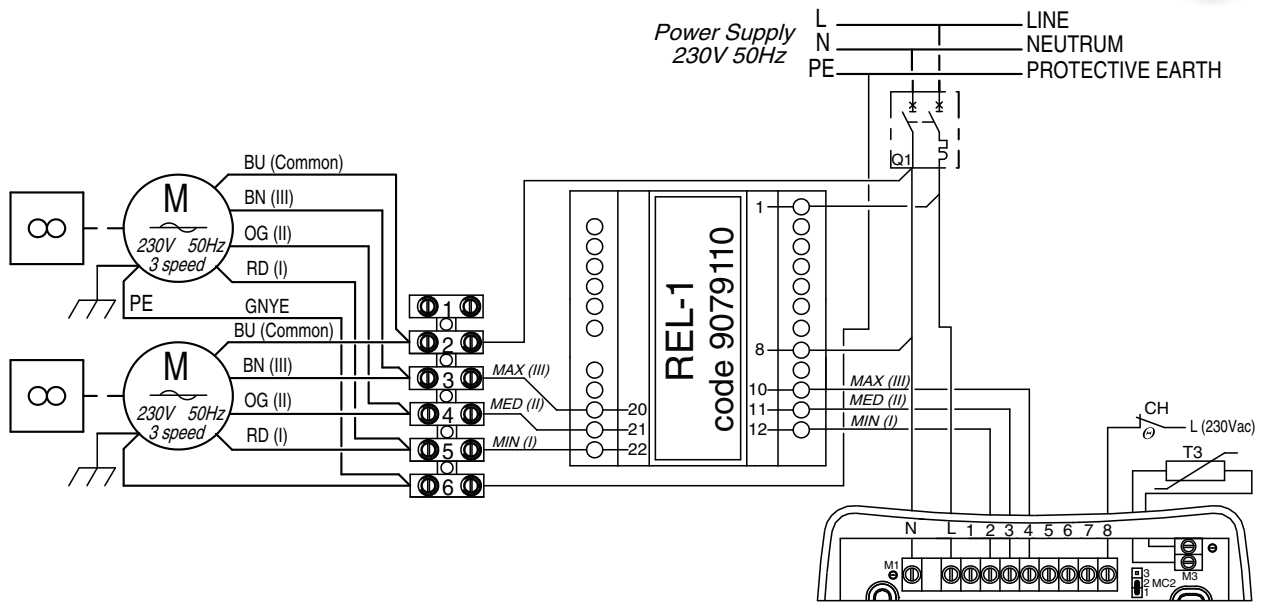 Power Supply
230V 50Hz
L LINE
N NEUTRUM
PE PROTECTIVE EARTH
Q1
M
230V 50Hz
3 speed
BU (Common)
BN (III)
OG (II)
RD (I)
PE
GNYE
M
230V 50Hz
3 speed
BU (Common)
BN (III)
OG (II)
RD (I)
1
2
3
4
5
6
MAX (III)
MED (II)
MIN (I)
20
21
22
REL-1
code 9079110
1
8
10
11
12
MAX (III)
MED (II)
MIN (I)
CH
L (230Vac)
T3
N L 1 2 3 4 5 6 7 8
M1
3
2
1
MC2
M3